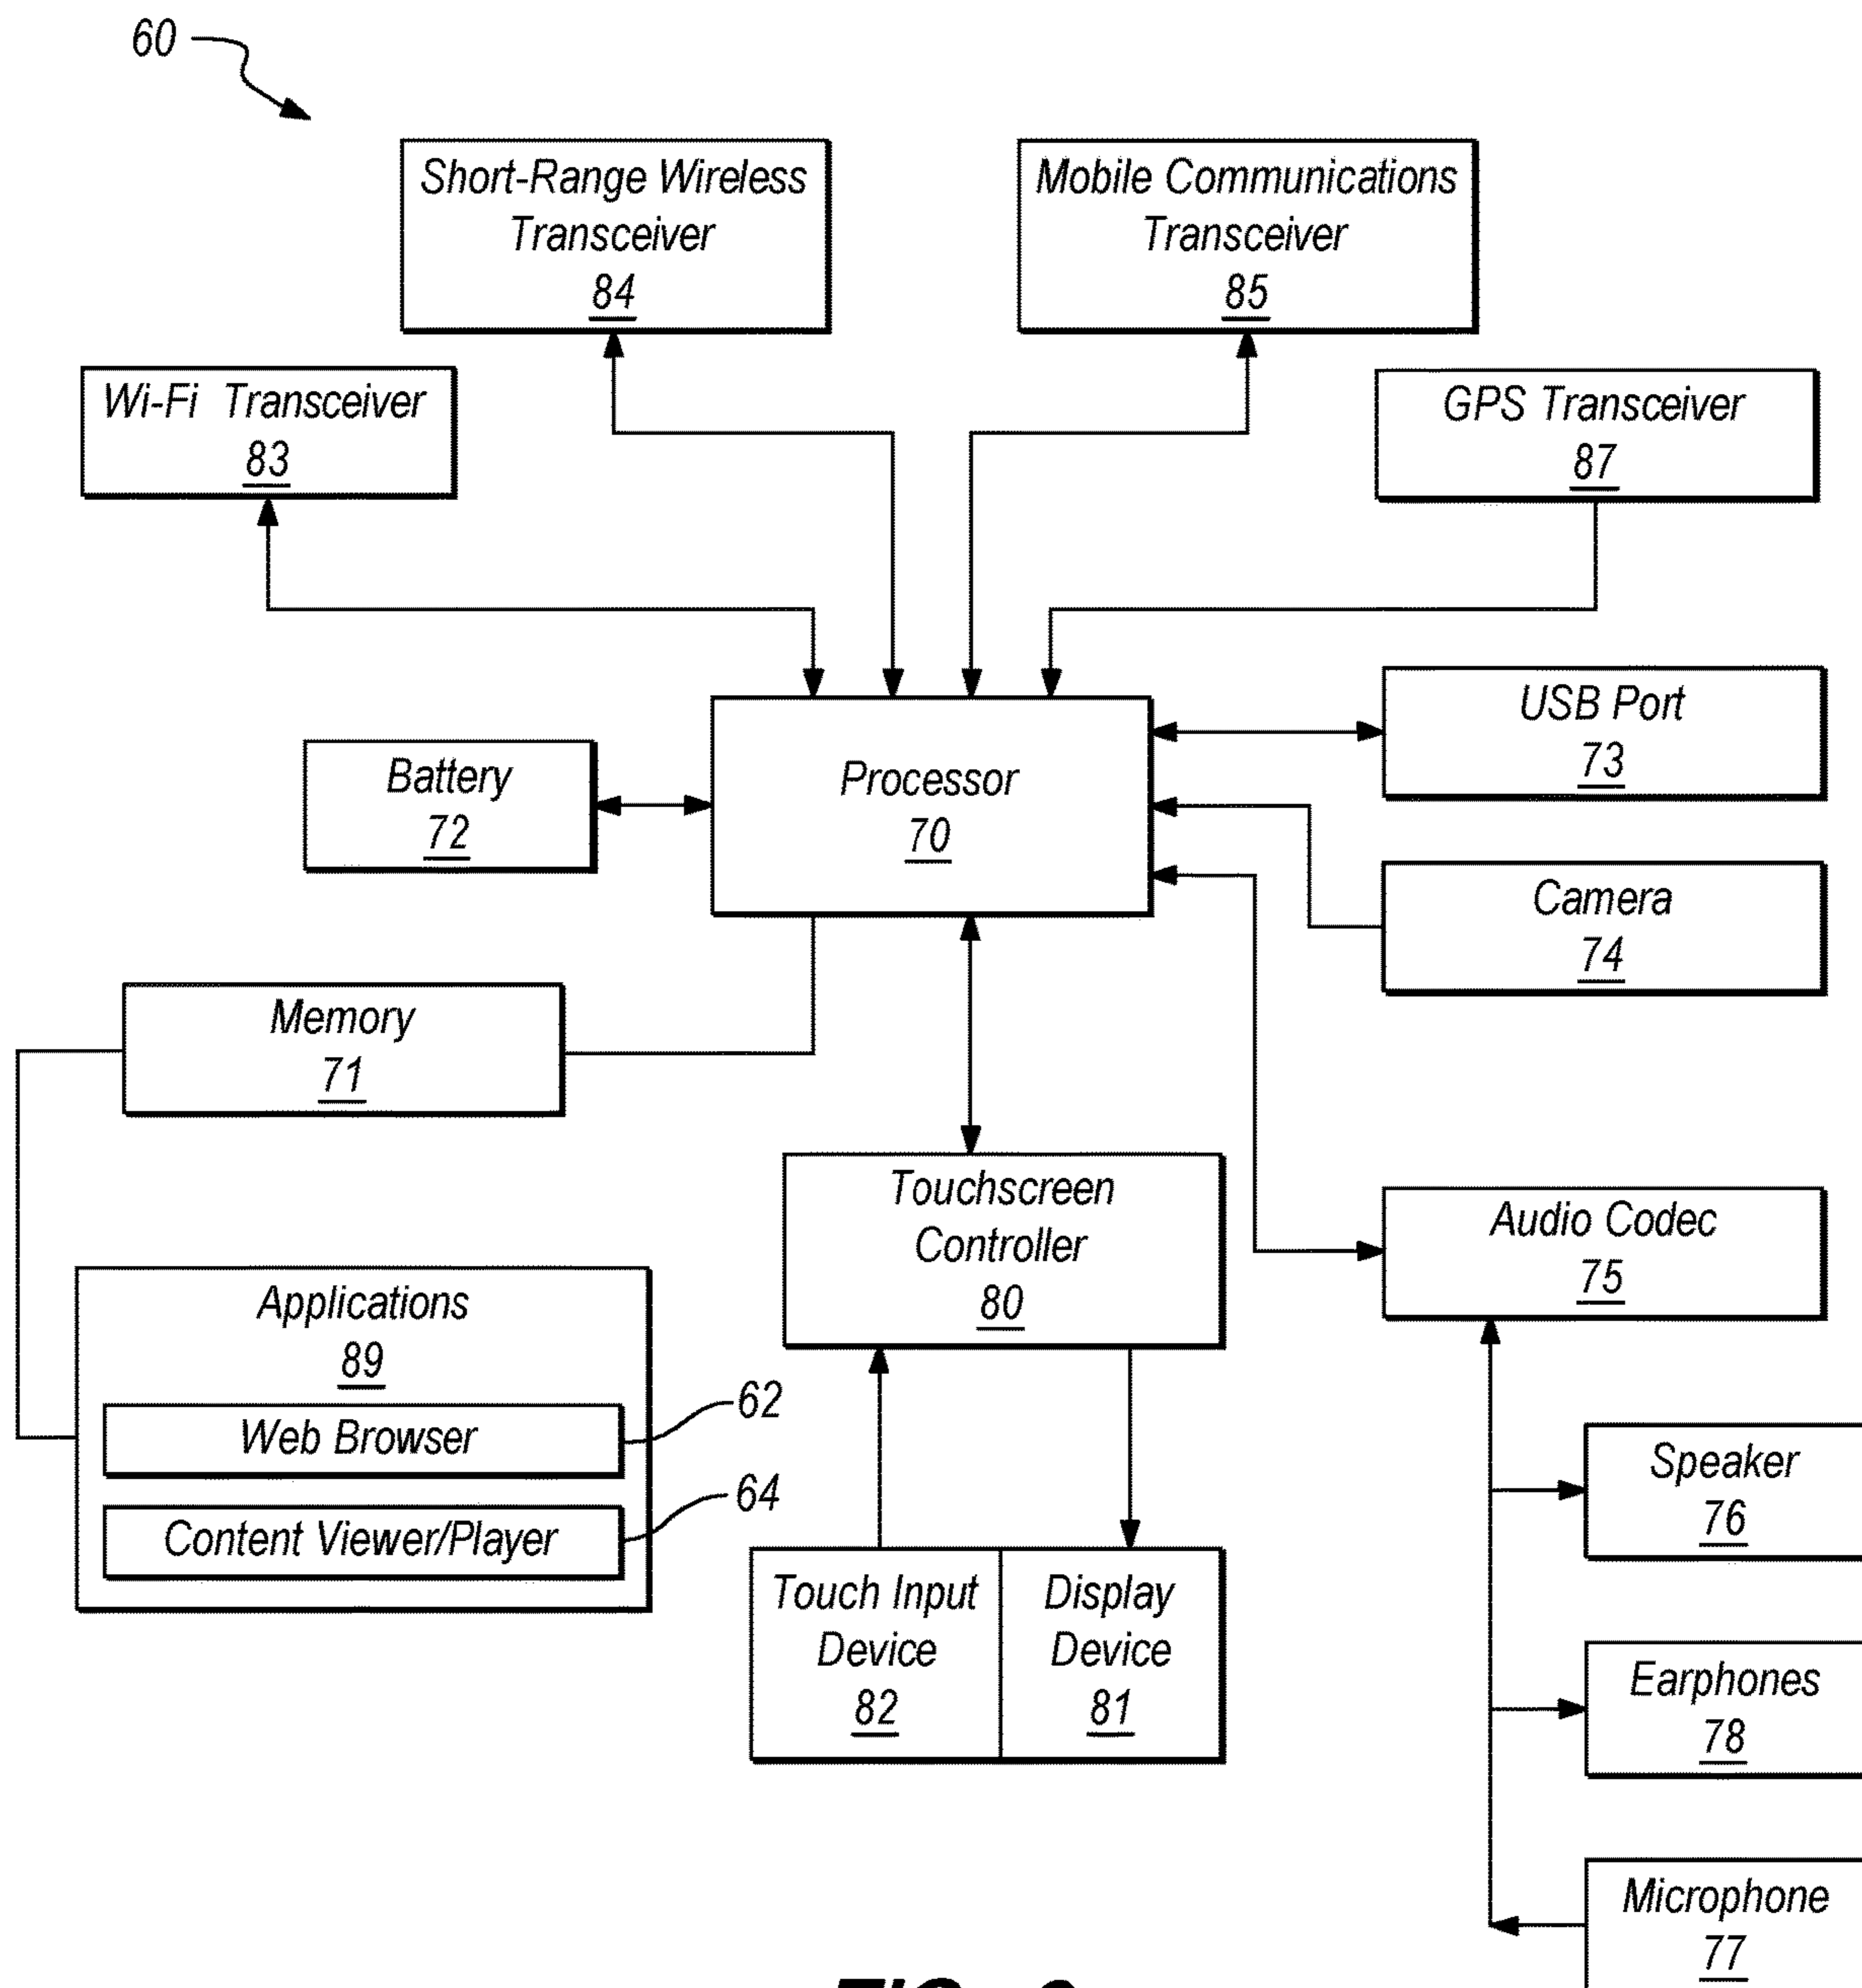 60
Short-Range Wireless
Transceiver
84
Mobile Communications
Transceiver
85
Wi-Fi Transceiver
83
GPS Transceiver
87
Battery
72
Processor
70
USB Port
73
Camera
74
Memory
71
Touchscreen
Controller
80
Audio Codec
75
Applications
89
Web Browser
62
Content Viewer/Player
64
Touch Input
Device
82
Display
Device
81
Speaker
76
Earphones
78
Microphone
77